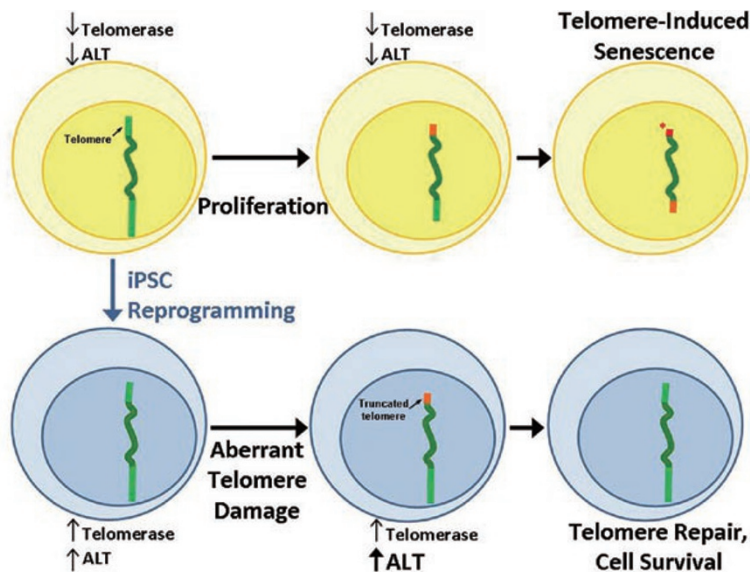 ↓Telomerase
↓ALT
↓Telomerase
↓ALT
Telomere-Induced
Senescence
Telomere
Proliferation
iPSC
Reprogramming
Truncated
telomere
Aberrant
Telomere
Damage
↑Telomerase
↑ALT
↑Telomerase
↑ALT
Telomere Repair,
Cell Survival